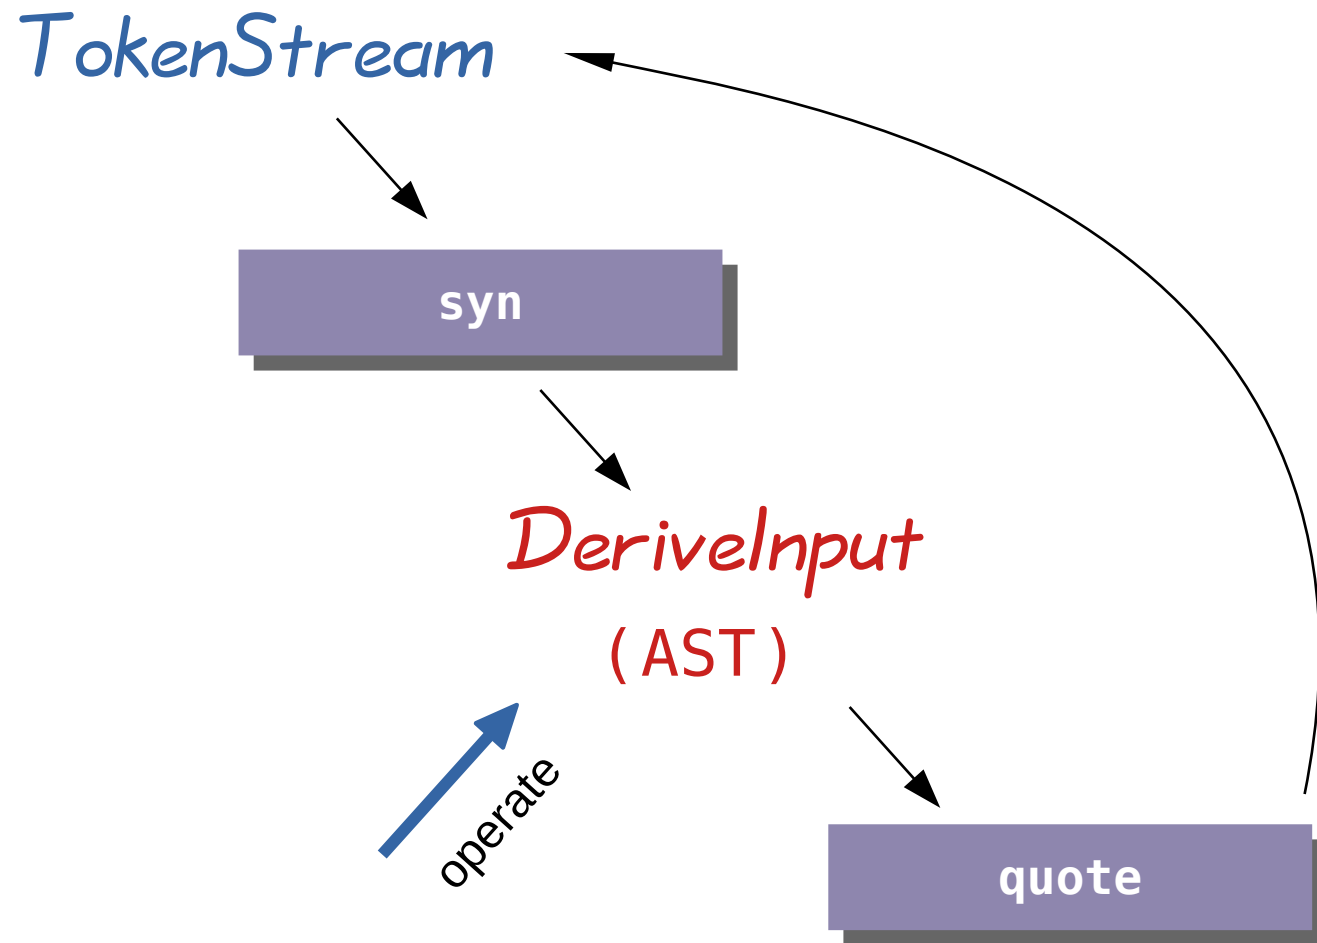 TokenStream
syn
DeriveInput
(AST)
operate
quote